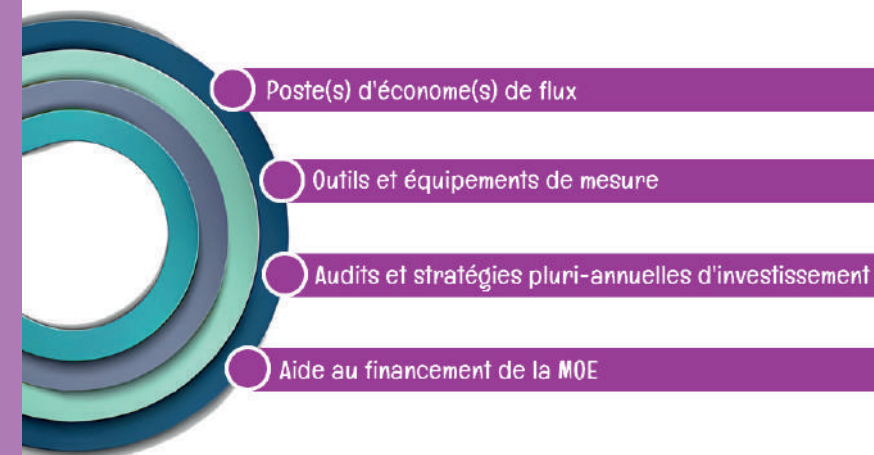 Poste(s) d'économe(s) de flux
Outils et équipements de mesure
Audits et stratégies pluri-annuelles d'investissement
Aide au financement de la MOE